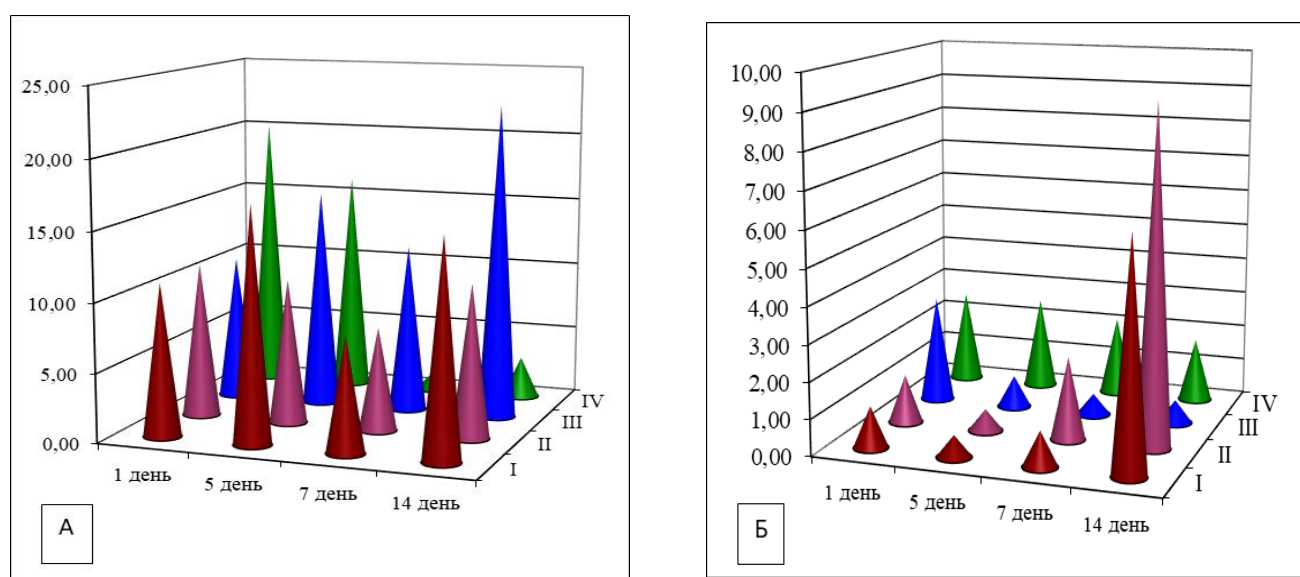 25,00
20,00
15,00
10,00
5,00
0,00
1 день
5 день
7 день
14 день
I
II
III
IV
А
10,00
9,00
8,00
7,00
6,00
5,00
4,00
3,00
2,00
1,00
0,00
1 день
5 день
7 день
14 день
I
II
III
IV
Б